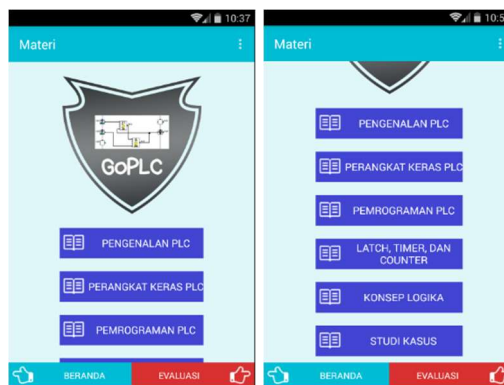 10:37
Materi
GoPLC
PENGENALAN PLC
PERANGKAT KERAS PLC
PEMROGRAMAN PLC
BERANDA
EVALUASI
Materi
PENGENALAN PLC
PERANGKAT KERAS PLC
PEMROGRAMAN PLC
LATCH, TIMER, DAN
COUNTER
KONSEP LOGIKA
STUDI KASUS
BERANDA
EVALUASI